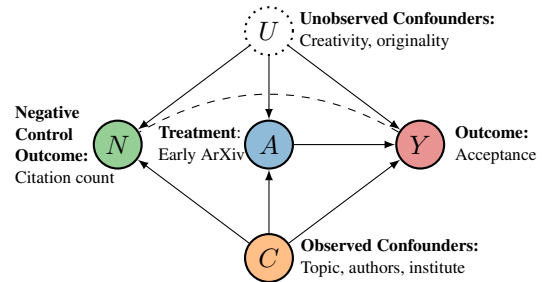 U
Unobserved Confounders:
Creativity, originality
Negative
Control
Outcome:
Citation count
N
Treatment:
Early ArXiv
A
Y
Outcome:
Acceptance
C
Observed Confounders:
Topic, authors, institute